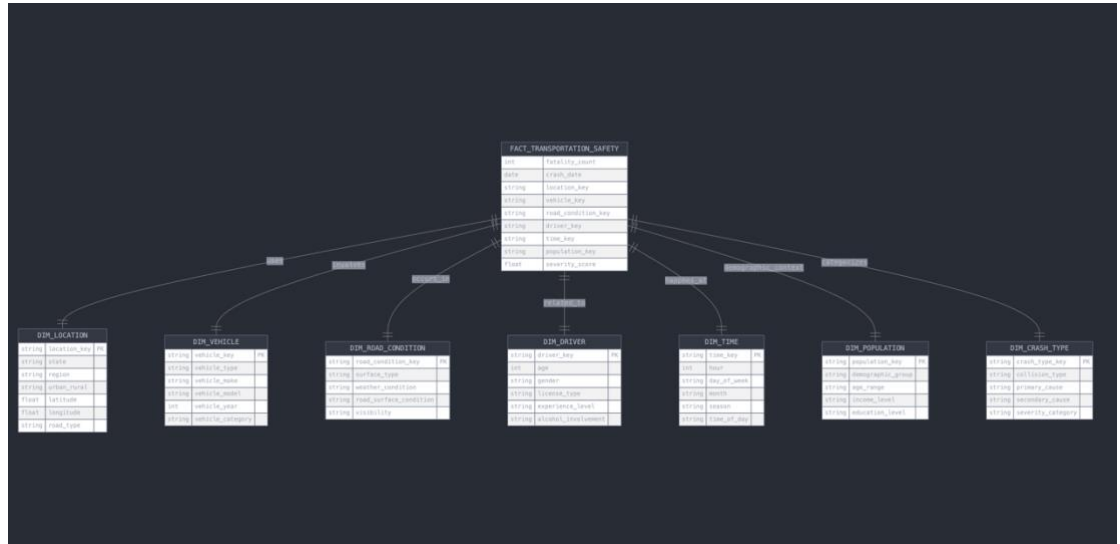 FACT_TRANSPORTATION_SAFETY
int fatality_count
date crash_date
string location_key
string vehicle_key
string road_condition_key
string driver_key
string time_key
string population_key
float severity_score
uses
involves
occurs_in
related_to
happens_at
demographic_context
categorizes
DIM_LOCATION
string location_key PK
string state
string region
string urban_rural
float latitude
float longitude
string road_type
DIM_VEHICLE
string vehicle_key PK
string vehicle_type
string vehicle_make
string vehicle_model
int vehicle_year
string vehicle_category
DIM_ROAD_CONDITION
string road_condition_key PK
string surface_type
string weather_condition
string road_surface_condition
string visibility
DIM_DRIVER
string driver_key PK
int age
string gender
string license_type
string experience_level
string alcohol_involvement
DIM_TIME
string time_key PK
int hour
string day_of_week
string month
string season
string time_of_day
DIM_POPULATION
string population_key PK
string demographic_group
string age_range
string income_level
string education_level
DIM_CRASH_TYPE
string crash_type_key PK
string collision_type
string primary_cause
string secondary_cause
string severity_category